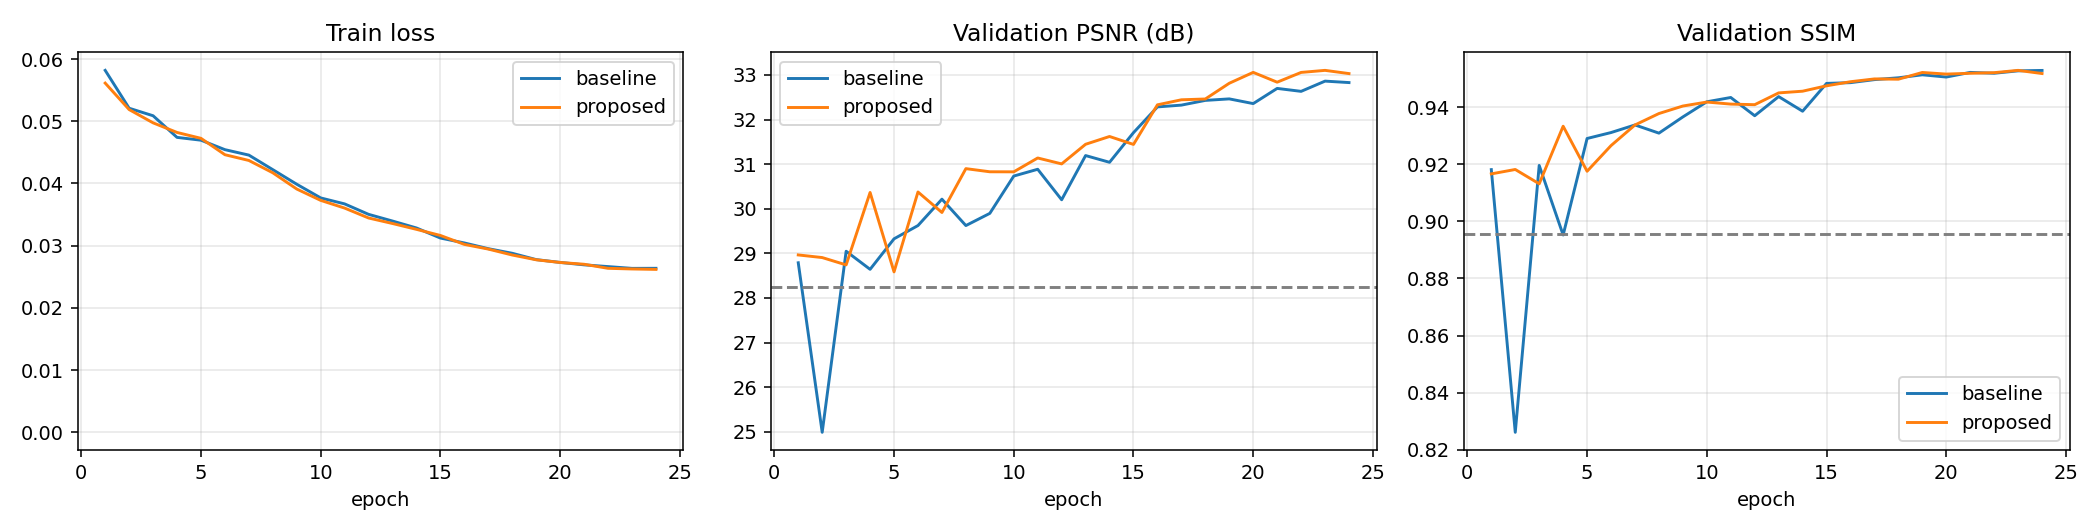 Train loss
0.06
0.05
0.04
0.03
0.02
0.01
0.00
0 5 10 15 20 25
epoch
baseline
proposed
Validation PSNR (dB)
33
32
31
30
29
28
27
26
25
0 5 10 15 20 25
epoch
baseline
proposed
Validation SSIM
0.94
0.92
0.90
0.88
0.86
0.84
0.82
0 5 10 15 20 25
epoch
baseline
proposed